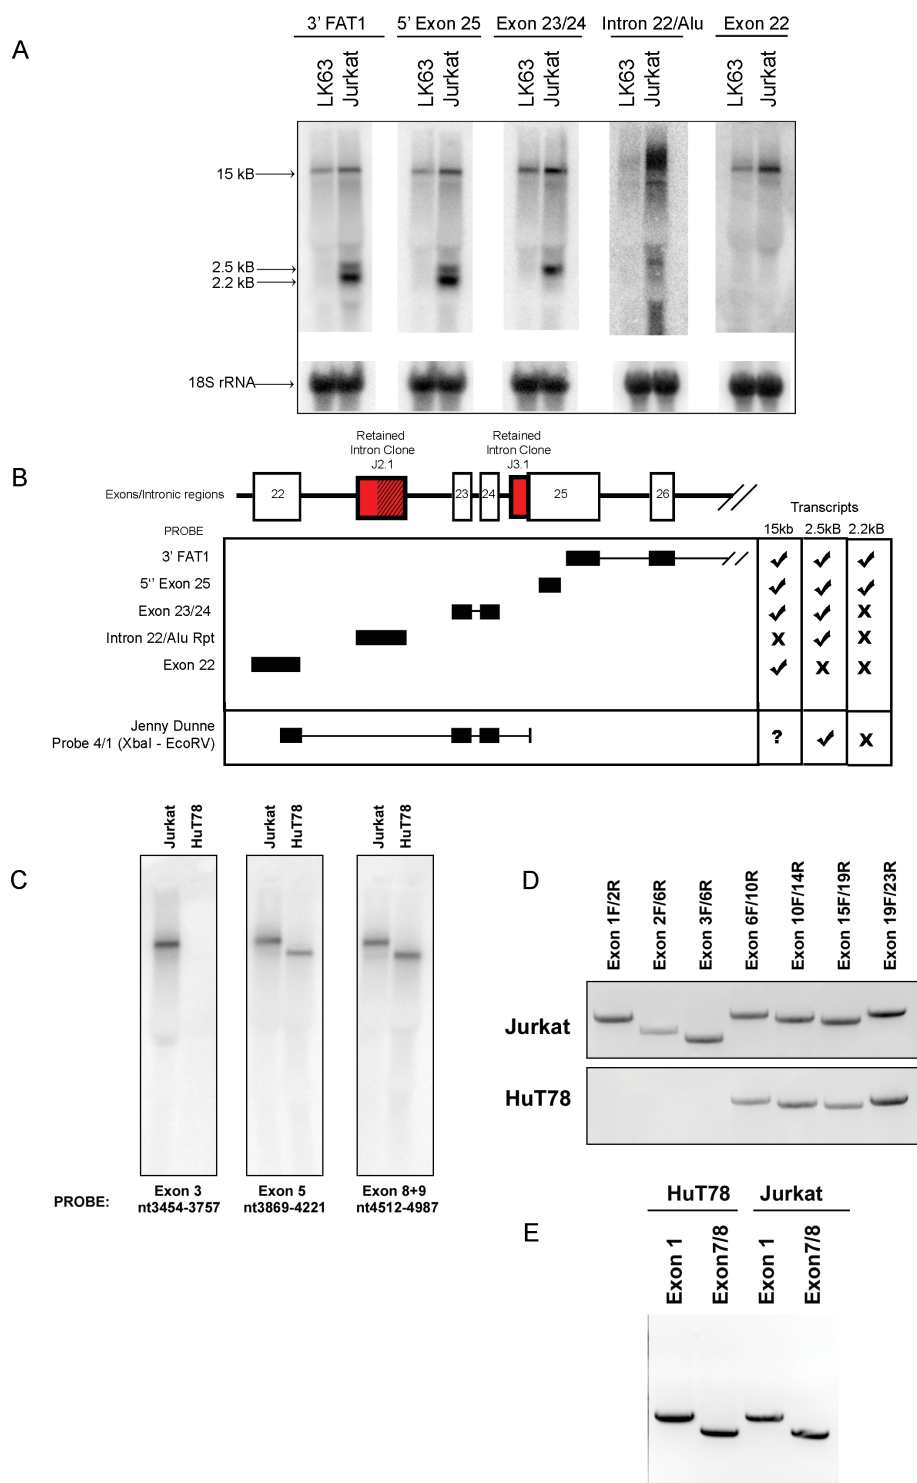 A
3' FAT1 5' Exon 25 Exon 23/24 Intron 22/Alu Exon 22
LK63 Jurkat LK63 Jurkat LK63 Jurkat LK63 Jurkat LK63 Jurkat
15 kB
2.5 kB
2.2 kB
18S rRNA
B
Retained
Intron Clone
J2.1
Retained
Intron Clone
J3.1
Exons/Intronic regions
22 23 24 25 26
Transcripts
PROBE
15kb 2.5kB 2.2kB
3' FAT1 ✓ ✓ ✓
5'' Exon 25 ✓ ✓ ✓
Exon 23/24 ✓ ✓ X
Intron 22/Alu Rpt X ✓ X
Exon 22 ✓ X X
Jenny Dunne
Probe 4/1 (XbaI - EcoRV) ? ✓ X
C
Jurkat HuT78 Jurkat HuT78 Jurkat HuT78
PROBE:
Exon 3
nt3454-3757
Exon 5
nt3869-4221
Exon 8+9
nt4512-4987
D
Exon 1F/2R Exon 2F/6R Exon 3F/6R Exon 6F/10R Exon 10F/14R Exon 15F/19R Exon 19F/23R
Jurkat
HuT78
E
HuT78 Jurkat
Exon 1 Exon7/8 Exon 1 Exon7/8